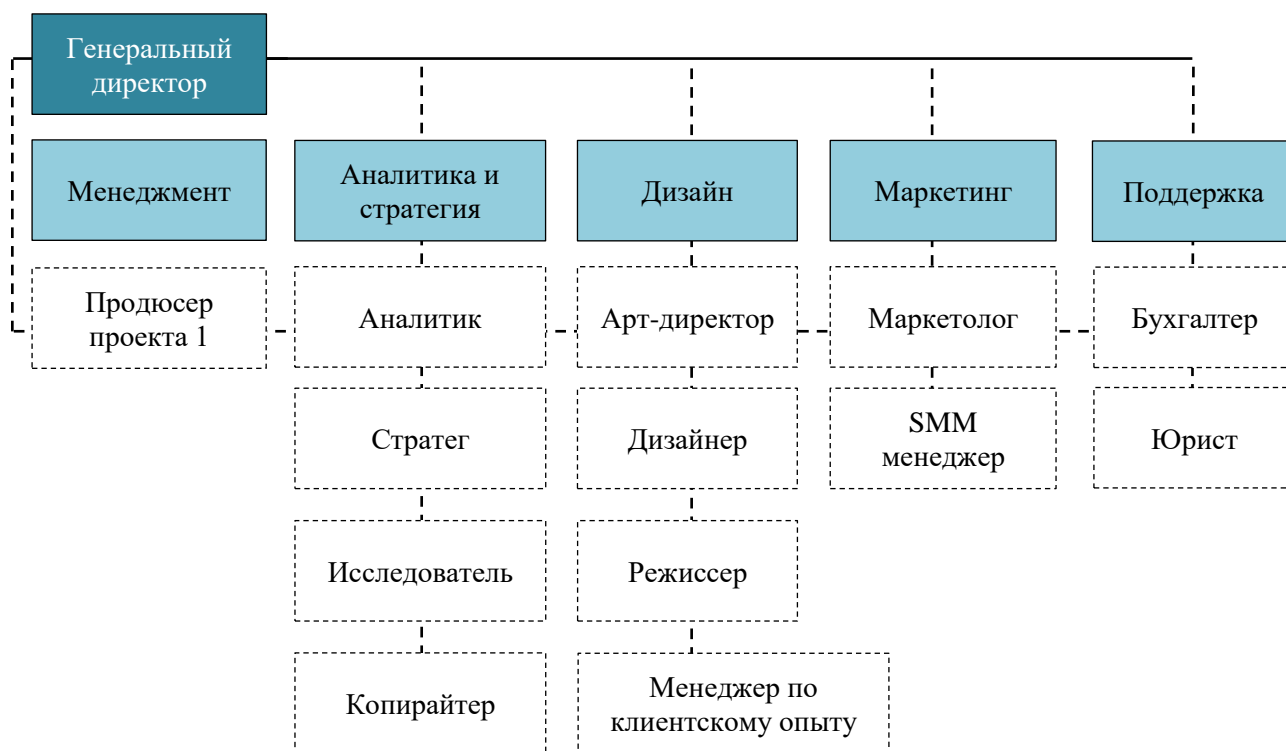 Генеральный
директор
Менеджмент
Аналитика и
стратегия
Дизайн
Маркетинг
Поддержка
Продюсер
проекта 1
Аналитик
Арт-директор
Маркетолог
Бухгалтер
Стратег
Дизайнер
SMM
менеджер
Юрист
Исследователь
Режиссер
Копирайтер
Менеджер по
клиентскому опыту